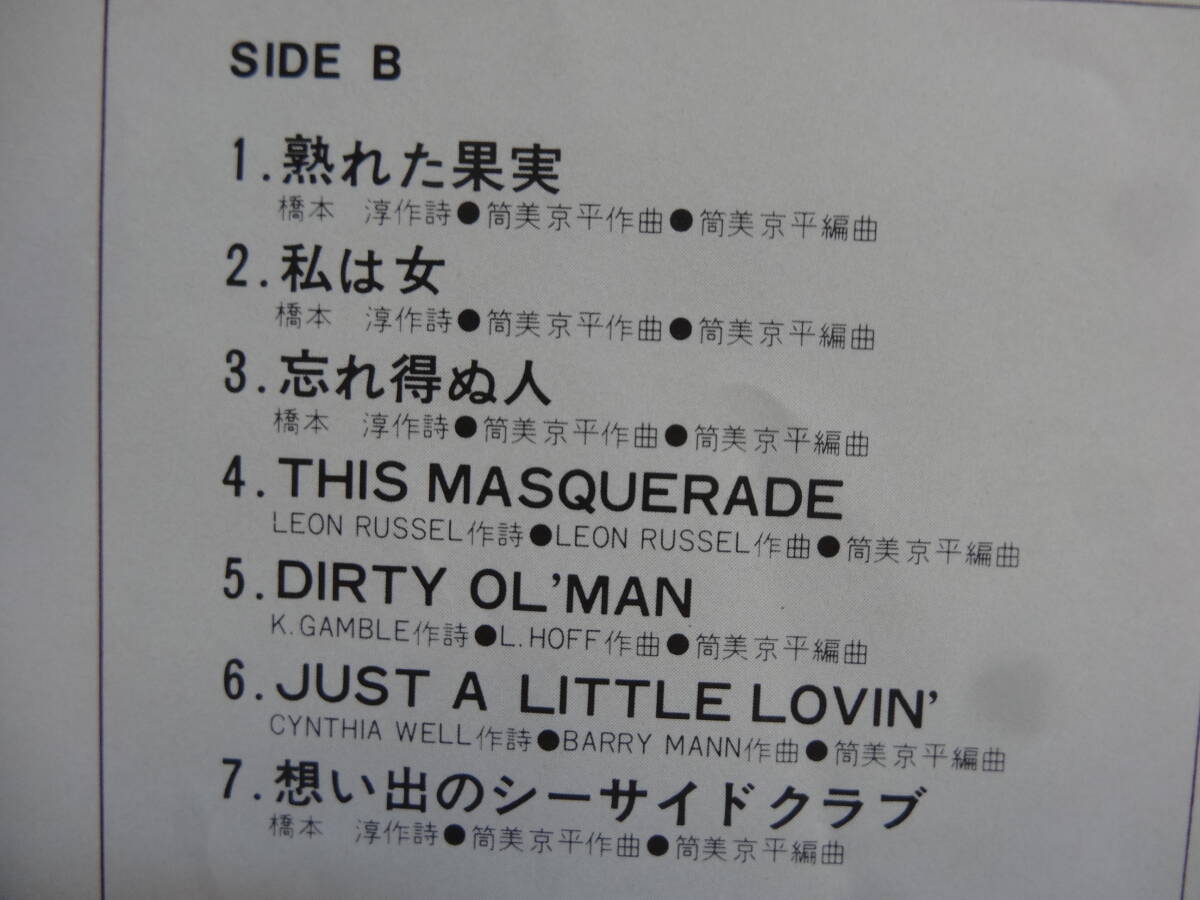 SIDE B
1.熟れた果実
橋本　淳作詩●筒美京平作曲●筒美京平編曲
2.私は女
橋本　淳作詩●筒美京平作曲●筒美京平編曲
3.忘れ得ぬ人
橋本　淳作詩●筒美京平作曲●筒美京平編曲
4.THIS MASQUERADE
LEON RUSSEL作詩●LEON RUSSEL作曲●筒美京平編曲
5.DIRTY OL'MAN
K.GAMBLE作詩●L.HOFF作曲●筒美京平編曲
6.JUST A LITTLE LOVIN'
CYNTHIA WELL作詩●BARRY MANN作曲●筒美京平編曲
7.想い出のシーサイドクラブ
橋本　淳作詩●筒美京平作曲●筒美京平編曲